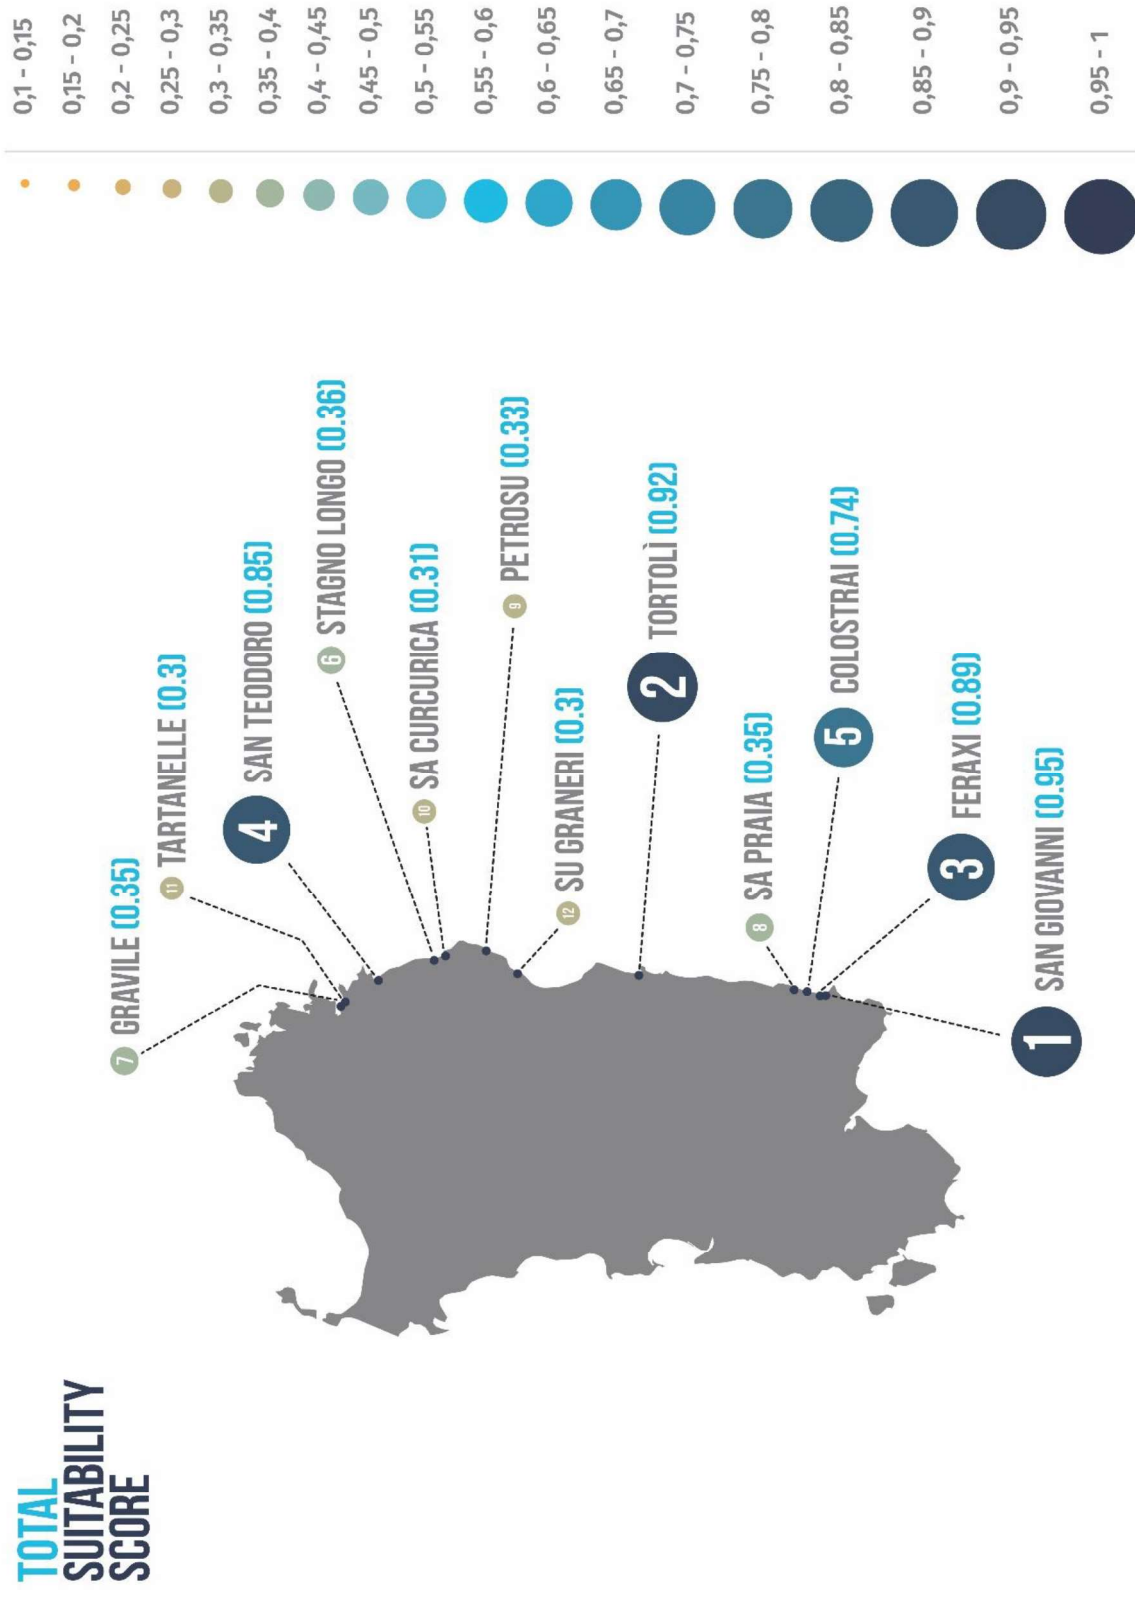 TOTAL
SUITABILITY
SCORE
7 GRAVILE (0.35)
11 TARTANELLE (0.3)
4 SAN TEODORO (0.85)
6 STAGNO LONGO (0.36)
10 SA CURCURICA (0.31)
9 PETROSU (0.33)
12 SU GRANERI (0.3)
2 TORTOLÌ (0.92)
8 SA PRAIA (0.35)
5 COLOSTRAI (0.74)
3 FERAXI (0.89)
1 SAN GIOVANNI (0.95)
0,1 - 0,15
0,15 - 0,2
0,2 - 0,25
0,25 - 0,3
0,3 - 0,35
0,35 - 0,4
0,4 - 0,45
0,45 - 0,5
0,5 - 0,55
0,55 - 0,6
0,6 - 0,65
0,65 - 0,7
0,7 - 0,75
0,75 - 0,8
0,8 - 0,85
0,85 - 0,9
0,9 - 0,95
0,95 - 1